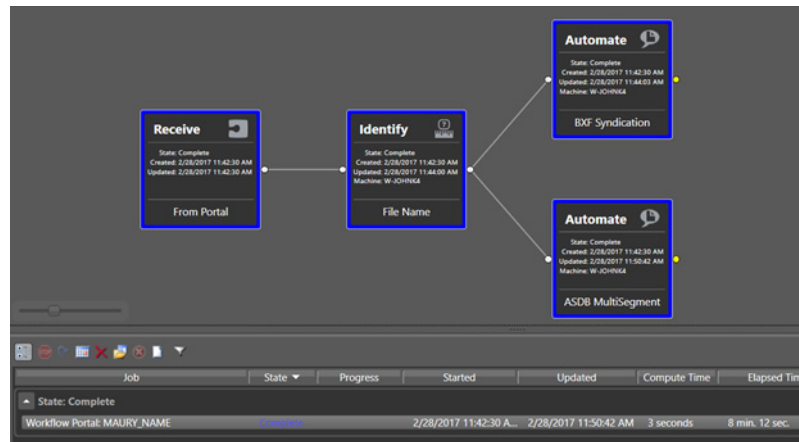 Automate
State: Complete
Created: 2/28/2017 11:42:30 AM
Updated: 2/28/2017 11:44:03 AM
Machine: W-JOHNK4
BXF Syndication
Receive
State: Complete
Created: 2/28/2017 11:42:30 AM
Updated: 2/28/2017 11:42:30 AM
From Portal
Identify
State: Complete
Created: 2/28/2017 11:42:30 AM
Updated: 2/28/2017 11:44:00 AM
Machine: W-JOHNK4
File Name
Automate
State: Complete
Created: 2/28/2017 11:42:30 AM
Updated: 2/28/2017 11:50:42 AM
Machine: W-JOHNK4
ASDB MultiSegment
Job State Progress Started Updated Compute Time Elapsed Tim
State: Complete
Workflow Portal: MAURY_NAME Complete 2/28/2017 11:42:30 A... 2/28/2017 11:50:42 AM 3 seconds 8 min. 12 sec.